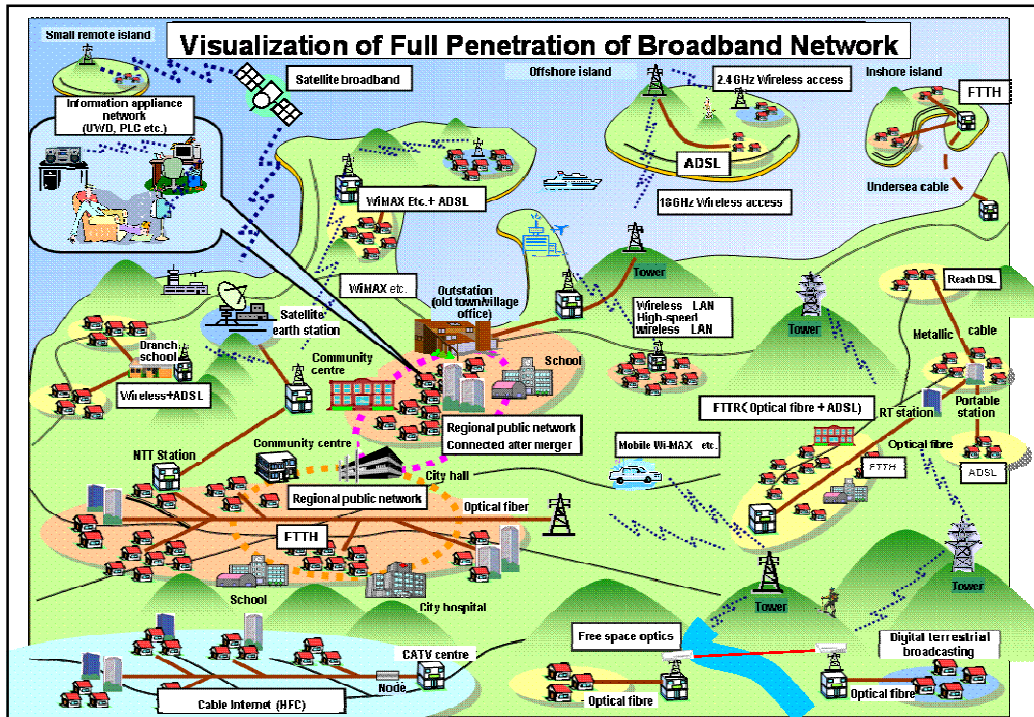 Visualization of Full Penetration of Broadband Network
Small remote island
Satellite broadband
Offshore island
2.4GHz Wireless access
Inshore island
FTTH
Information appliance
network
(UWD, PLC etc.)
ADSL
Undersea cable
WiMAX Etc.+ ADSL
18GHz Wireless access
WiMAX etc.
Outstation
(old town/village
office)
Tower
Wireless LAN
High-speed
wireless LAN
Tower
Reach DSL
Metallic
cable
Satellite
earth station
Branch
school
Wireless+ADSL
Community
centre
School
Regional public network
Connected after merger
FTTR( Optical fibre + ADSL)
RT station
Portable
station
Optical fibre
FTTH
ADSL
NTT Station
Community centre
City hall
Mobile Wi-MAX etc.
Regional public network
Optical fiber
FTTH
School
City hospital
Tower
Tower
Free space optics
Digital terrestrial
broadcasting
CATV centre
Node
Cable Internet (HFC)
Optical fibre
Optical fibre